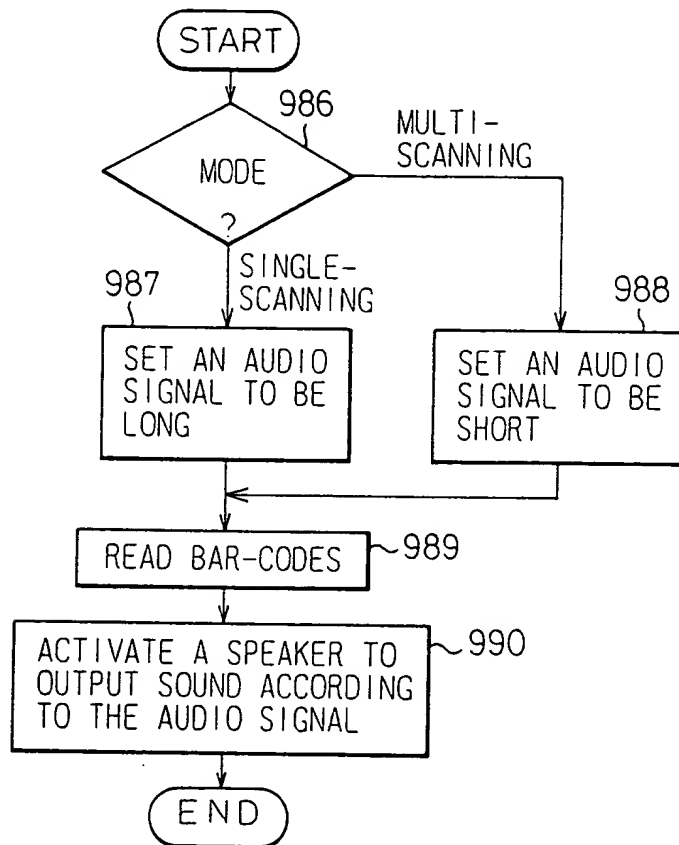 START
986
MULTI-
SCANNING
MODE
?
SINGLE-
SCANNING
987
988
SET AN AUDIO
SIGNAL TO BE
LONG
SET AN AUDIO
SIGNAL TO BE
SHORT
READ BAR-CODES
989
ACTIVATE A SPEAKER TO
OUTPUT SOUND ACCORDING
TO THE AUDIO SIGNAL
990
END